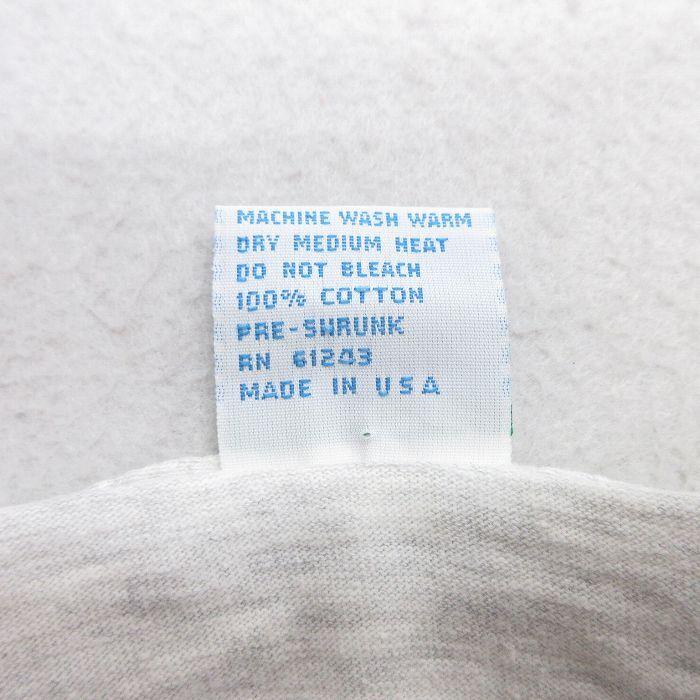 MACHINE WASH WARM
DRY MEDIUM HEAT
DO NOT BLEACH
100% COTTON
PRE-SHRUNK
RN 61243
MADE IN USA